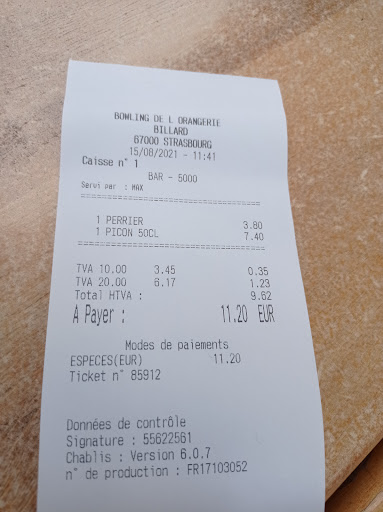 BOWLING DE L ORANGERIE
BILLARD
67000 STRASBOURG
15/08/2021 - 11:41
Caisse n° 1
BAR - 5000
Servi par : MAX
================================
1 PERRIER 3.80
1 PICON 50CL 7.40
================================
TVA 10.00 3.45 0.35
TVA 20.00 6.17 1.23
Total HTVA : 9.62
A Payer : 11.20 EUR
Modes de paiements
ESPECES(EUR) 11.20
Ticket n° 85912
Données de contrôle
Signature : 55622561
Chablis : Version 6.0.7
n° de production : FR17103052